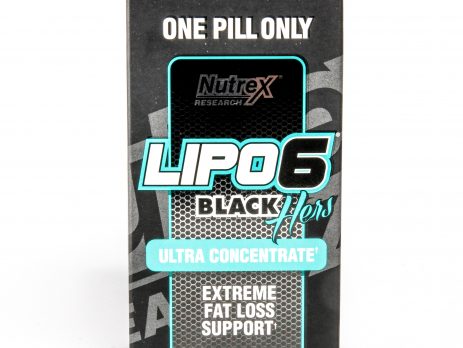 ONE PILL ONLY
Nutrex®
RESEARCH
LIPO6®
BLACK Hers
ULTRA CONCENTRATE†
EXTREME
FAT LOSS
SUPPORT†